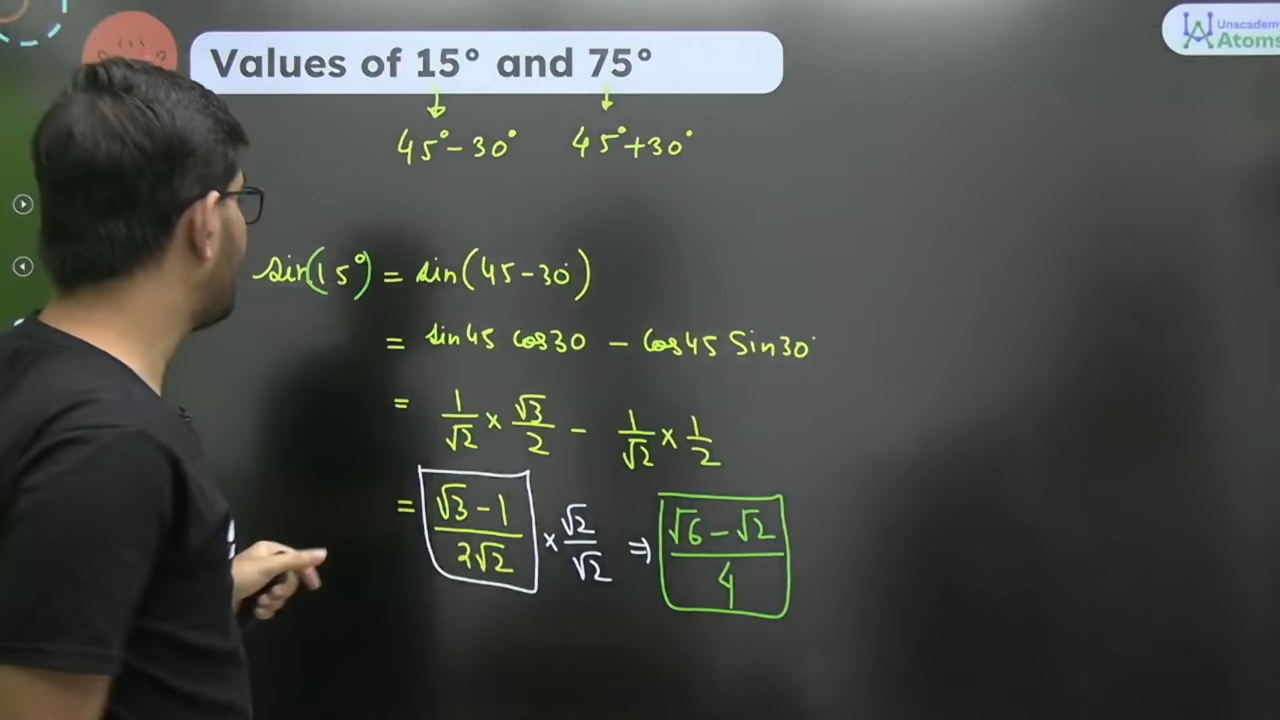 Unacademy
Atoms
Values of 15° and 75°
45° - 30° 45° + 30°
sin(15°) = sin(45 - 30°)
= sin45 cos30 - cos45 Sin30°
= 1/√2 × √3/2 - 1/√2 × 1/2
= √3 - 1/2√2 × √2/√2 ⇒ √6 - √2/4